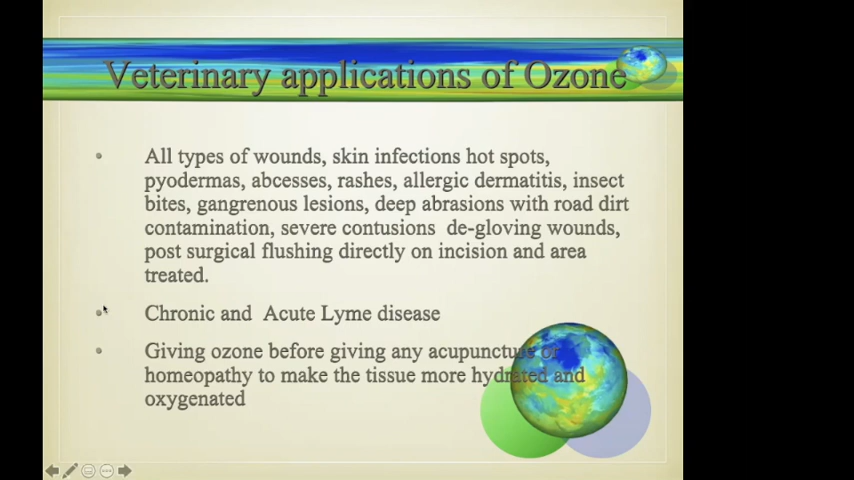 Veterinary applications of Ozone
All types of wounds, skin infections hot spots,
pyodermas, abcesses, rashes, allergic dermatitis, insect
bites, gangrenous lesions, deep abrasions with road dirt
contamination, severe contusions de-gloving wounds,
post surgical flushing directly on incision and area
treated.
Chronic and Acute Lyme disease
Giving ozone before giving any acupuncture or
homeopathy to make the tissue more hydrated and
oxygenated